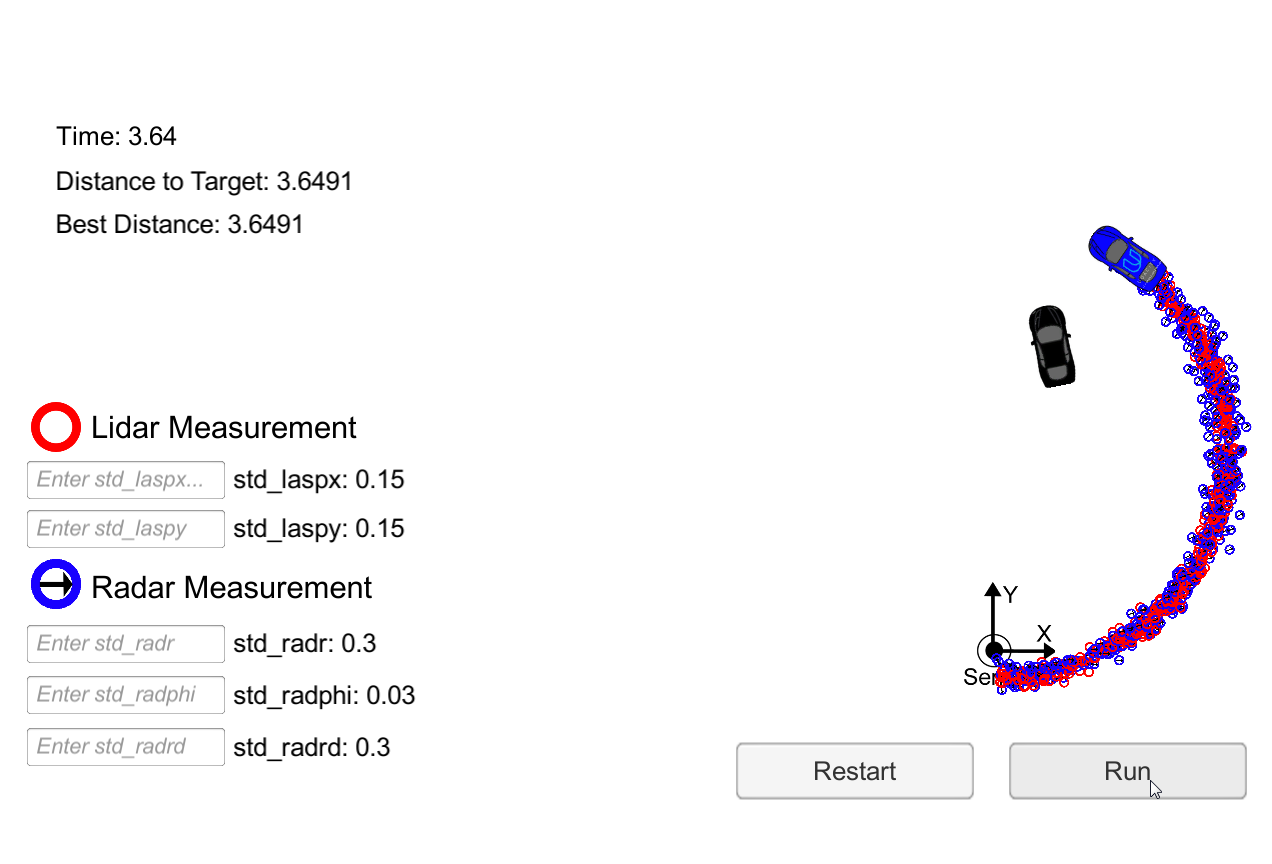 Time: 3.64
Distance to Target: 3.6491
Best Distance: 3.6491
Lidar Measurement
Enter std_laspx... std_laspx: 0.15
Enter std_laspy std_laspy: 0.15
Radar Measurement
Enter std_radr std_radr: 0.3
Enter std_radphi std_radphi: 0.03
Enter std_radrd std_radrd: 0.3
Y
X
Restart
Run